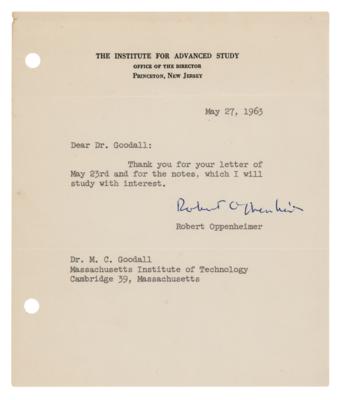 THE INSTITUTE FOR ADVANCED STUDY
OFFICE OF THE DIRECTOR
PRINCETON, NEW JERSEY
May 27, 1963
Dear Dr. Goodall:
Thank you for your letter of
May 23rd and for the notes, which I will
study with interest.
Robert Oppenheimer
Robert Oppenheimer
Dr. M. C. Goodall
Massachusetts Institute of Technology
Cambridge 39, Massachusetts